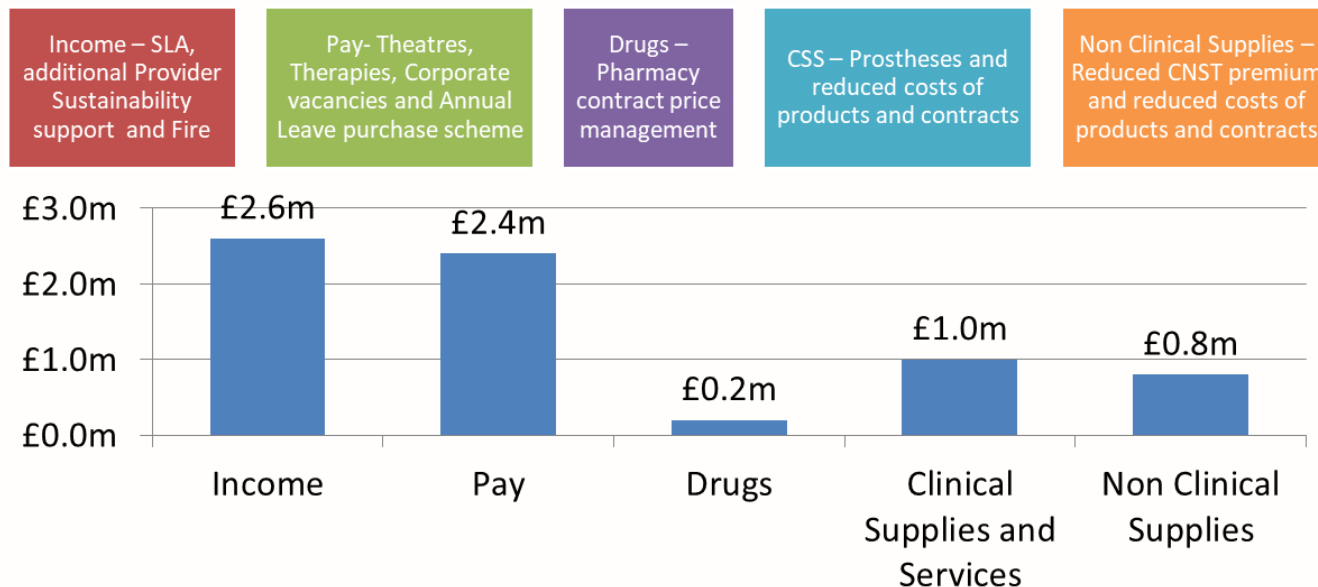 Income – SLA,
additional Provider
Sustainability
support and Fire
Pay- Theatres,
Therapies, Corporate
vacancies and Annual
Leave purchase scheme
Drugs –
Pharmacy
contract price
management
CSS – Prostheses and
reduced costs of
products and contracts
Non Clinical Supplies –
Reduced CNST premium
and reduced costs of
products and contracts
£3.0m
£2.0m
£1.0m
£0.0m
£2.6m
£2.4m
£0.2m
£1.0m
£0.8m
Income
Pay
Drugs
Clinical
Supplies and
Services
Non Clinical
Supplies